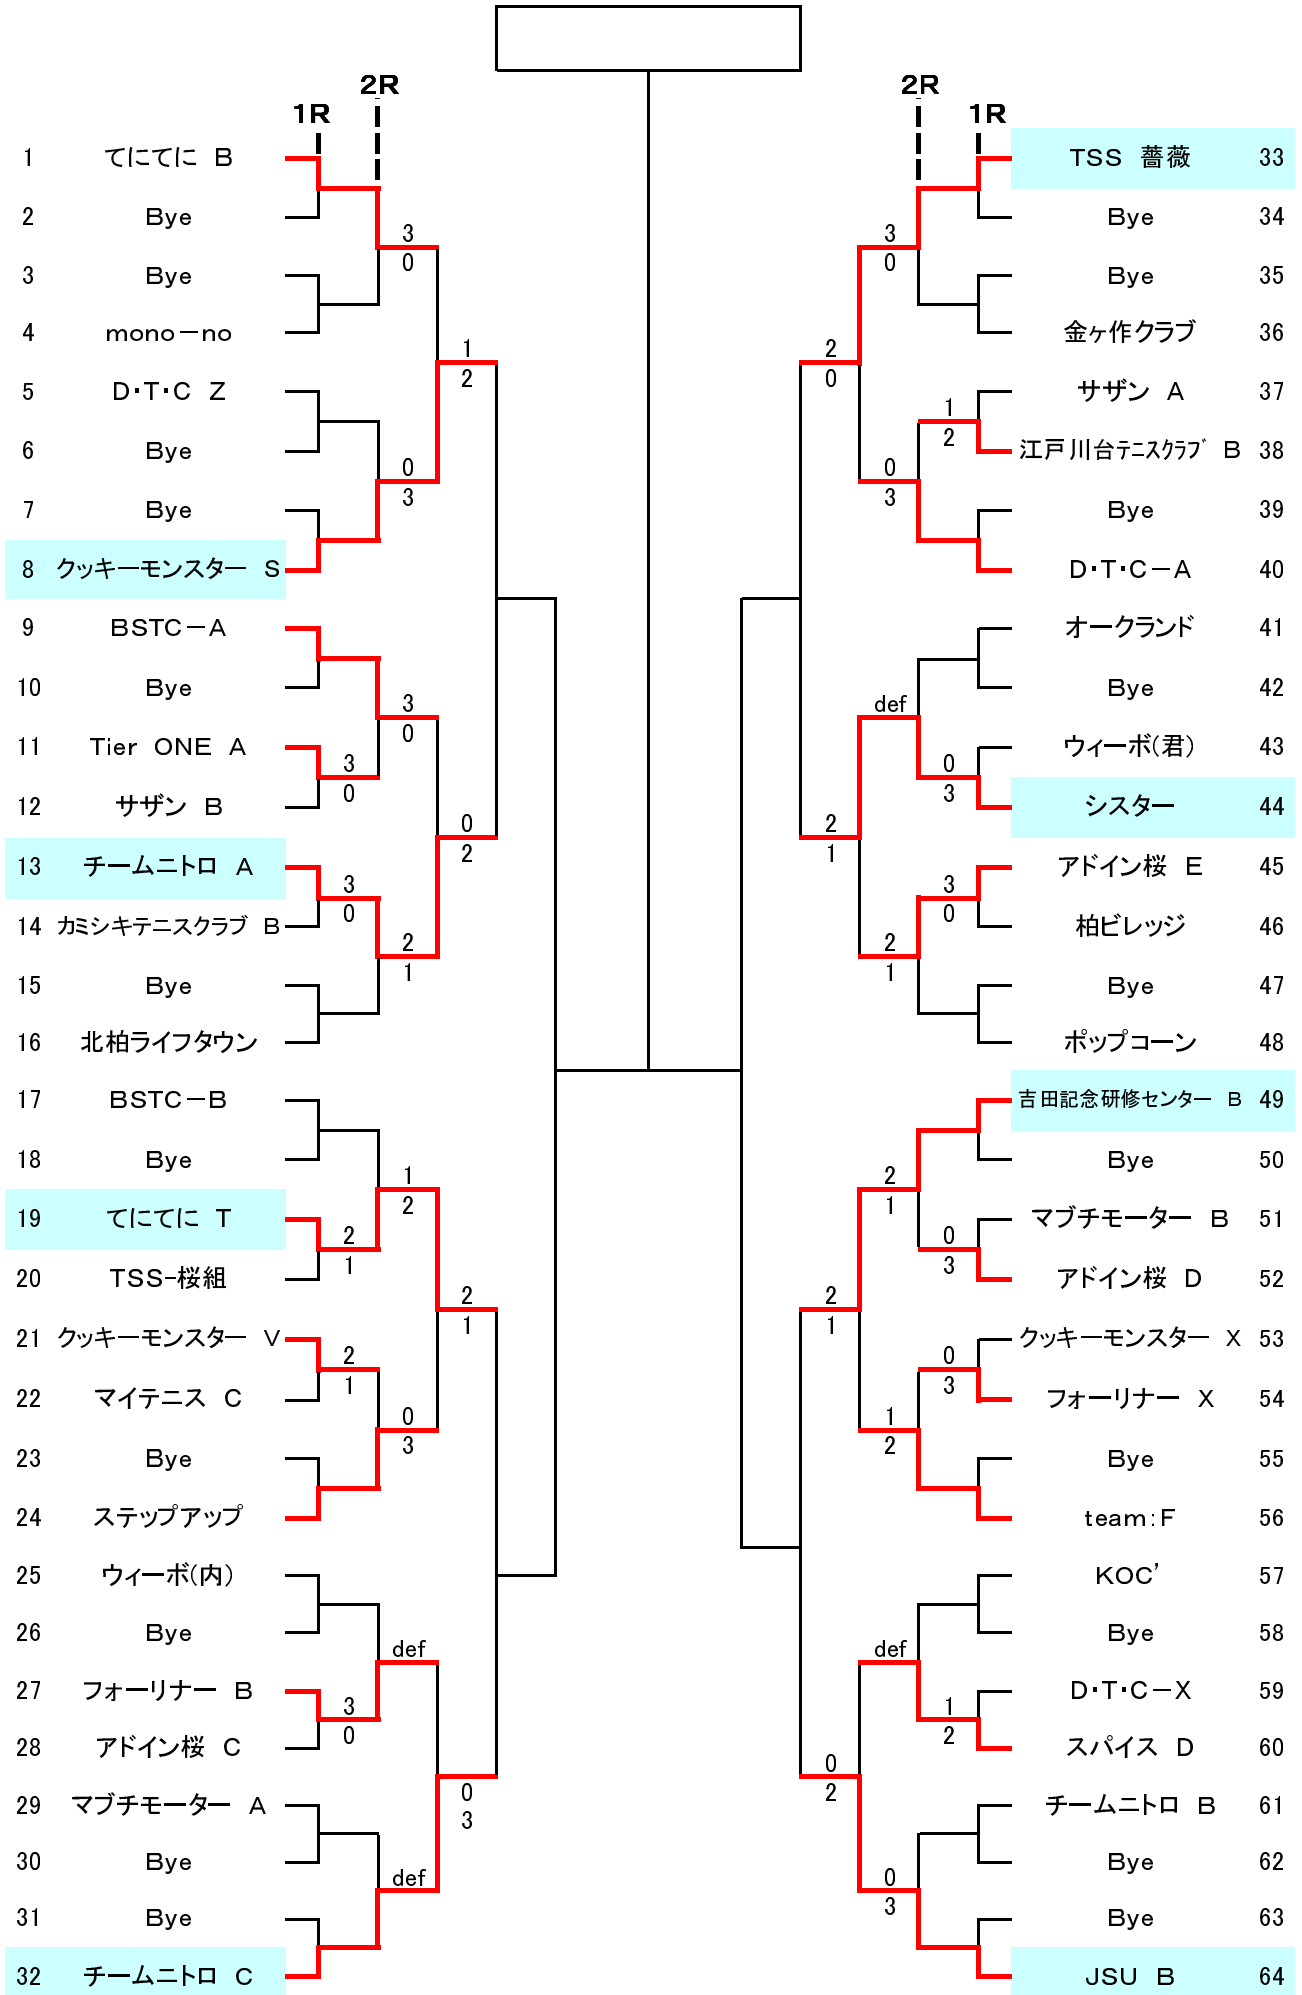 2R
1R
1 てにてに B
2 Bye
3 Bye
4 mono－no
5 D・T・C Z
6 Bye
7 Bye
8 クッキーモンスター S
9 BSTC－A
10 Bye
11 Tier ONE A
12 サザン B
13 チームニトロ A
14 カミシキテニスクラブ B
15 Bye
16 北柏ライフタウン
17 BSTC－B
18 Bye
19 てにてに T
20 TSS-桜組
21 クッキーモンスター V
22 マイテニス C
23 Bye
24 ステップアップ
25 ウィーボ(内)
26 Bye
27 フォーリナー B
28 アドイン桜 C
29 マブチモーター A
30 Bye
31 Bye
32 チームニトロ C
3
0
3
0
2
1
2
1
3
0
3
0
0
3
3
0
2
1
1
2
0
3
def
def
1
2
0
2
2
1
0
3
2R
1R
TSS 薔薇 33
Bye 34
Bye 35
金ヶ作クラブ 36
サザン A 37
江戸川台テニスクラブ B 38
Bye 39
D・T・C－A 40
オークランド 41
Bye 42
ウィーボ(君) 43
シスター 44
アドイン桜 E 45
柏ビレッジ 46
Bye 47
ポップコーン 48
吉田記念研修センター B 49
Bye 50
マブチモーター B 51
アドイン桜 D 52
クッキーモンスター X 53
フォーリナー X 54
Bye 55
team:F 56
KOC’ 57
Bye 58
D・T・C－X 59
スパイス D 60
チームニトロ B 61
Bye 62
Bye 63
JSU B 64
1
2
0
3
3
0
0
3
0
3
1
2
3
0
0
3
def
2
1
2
1
1
2
def
0
3
2
0
2
1
2
1
0
2